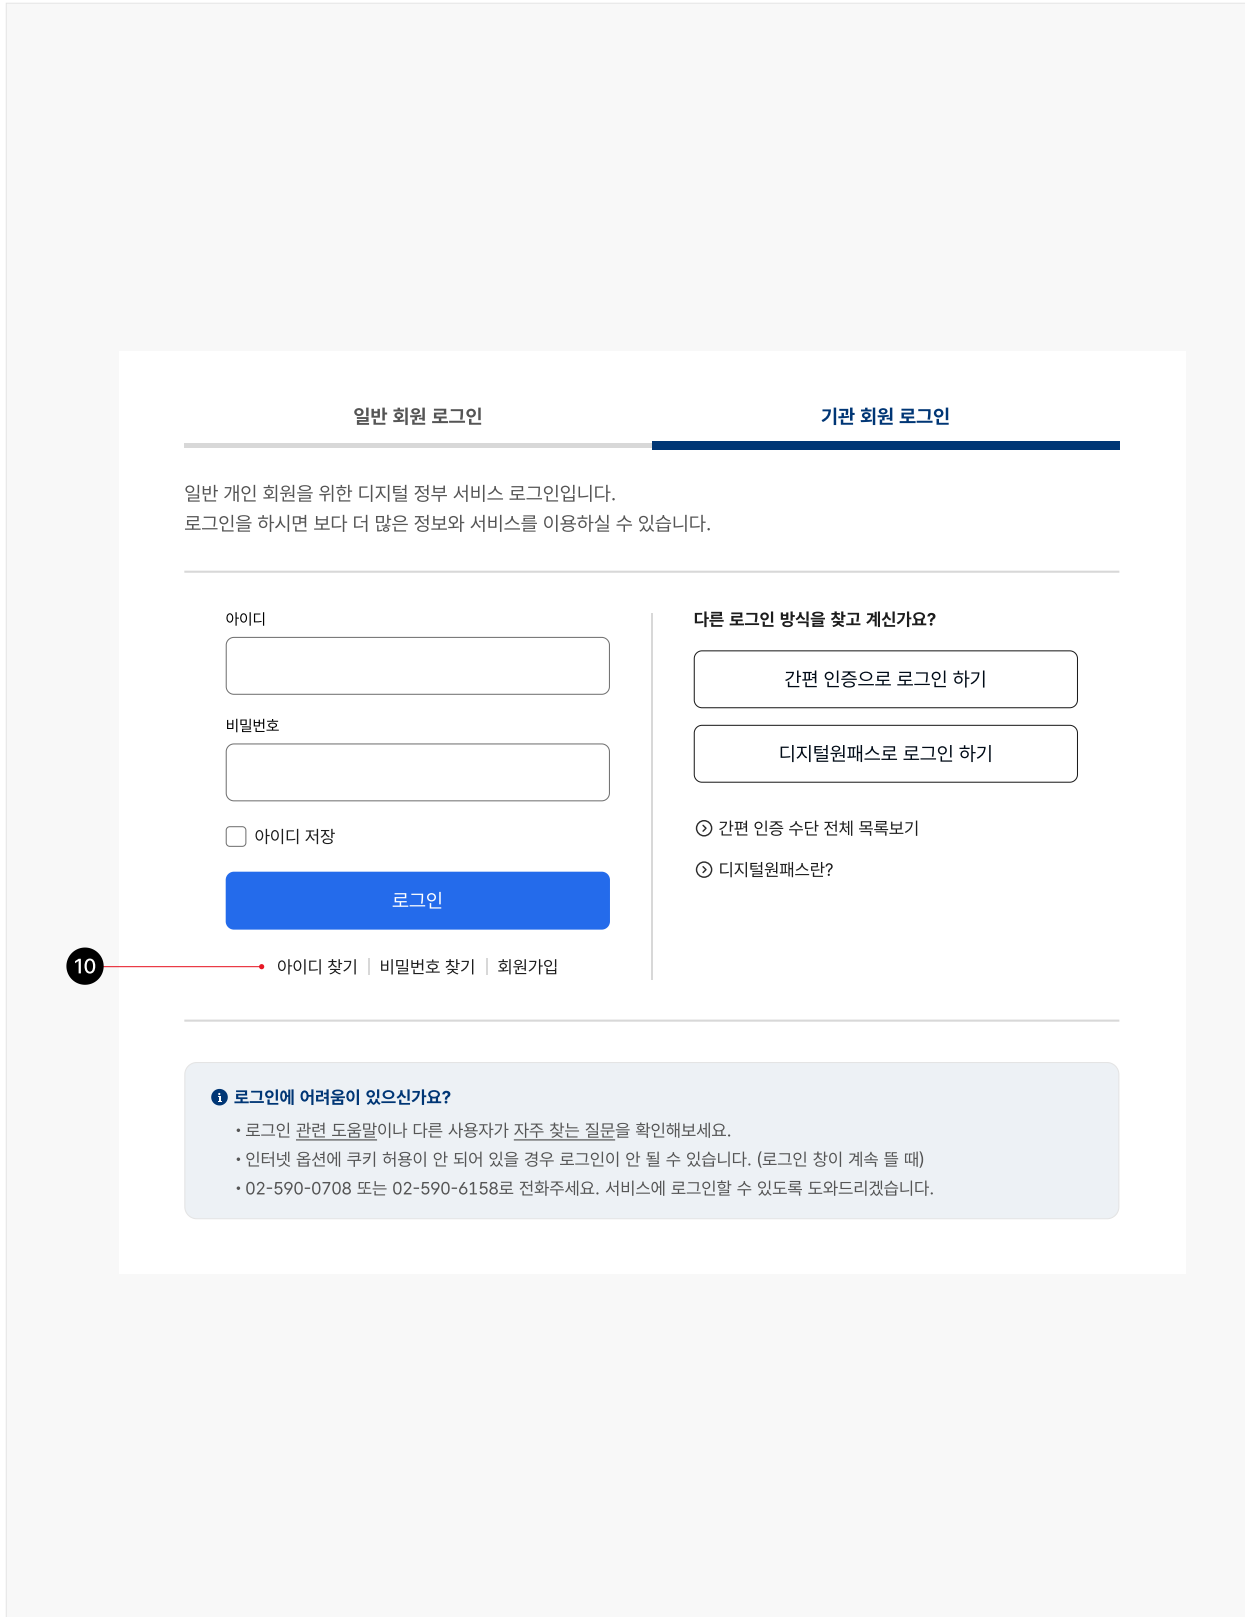 일반 회원 로그인
기관 회원 로그인
일반 개인 회원을 위한 디지털 정부 서비스 로그인입니다.
로그인을 하시면 보다 더 많은 정보와 서비스를 이용하실 수 있습니다.
아이디
비밀번호
아이디 저장
로그인
10
아이디 찾기 | 비밀번호 찾기 | 회원가입
다른 로그인 방식을 찾고 계신가요?
간편 인증으로 로그인 하기
디지털원패스로 로그인 하기
간편 인증 수단 전체 목록보기
디지털원패스란?
로그인에 어려움이 있으신가요?
• 로그인 관련 도움말이나 다른 사용자가 자주 찾는 질문을 확인해보세요.
• 인터넷 옵션에 쿠키 허용이 안 되어 있을 경우 로그인이 안 될 수 있습니다. (로그인 창이 계속 뜰 때)
• 02-590-0708 또는 02-590-6158로 전화주세요. 서비스에 로그인할 수 있도록 도와드리겠습니다.